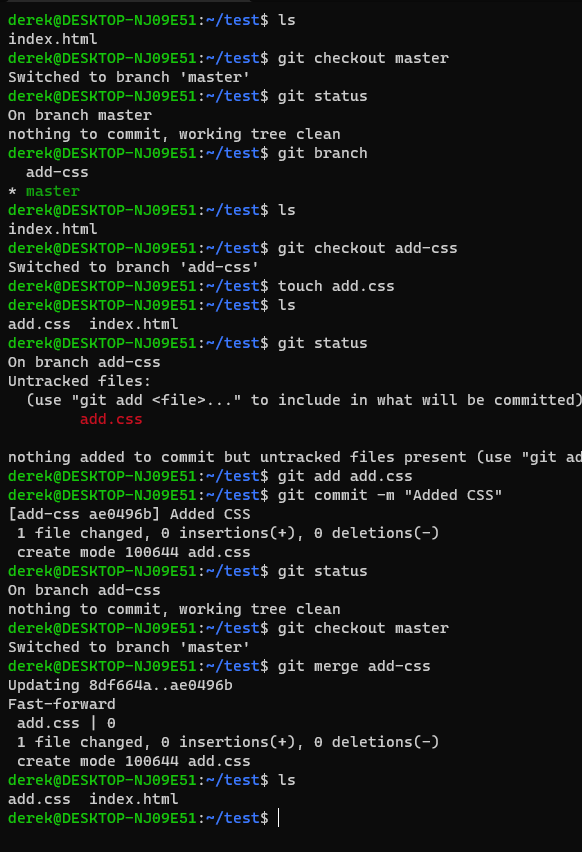 derek@DESKTOP-NJ09E51:~/test$ ls
index.html
derek@DESKTOP-NJ09E51:~/test$ git checkout master
Switched to branch 'master'
derek@DESKTOP-NJ09E51:~/test$ git status
On branch master
nothing to commit, working tree clean
derek@DESKTOP-NJ09E51:~/test$ git branch
  add-css
* master
derek@DESKTOP-NJ09E51:~/test$ ls
index.html
derek@DESKTOP-NJ09E51:~/test$ git checkout add-css
Switched to branch 'add-css'
derek@DESKTOP-NJ09E51:~/test$ touch add.css
derek@DESKTOP-NJ09E51:~/test$ ls
add.css  index.html
derek@DESKTOP-NJ09E51:~/test$ git status
On branch add-css
Untracked files:
  (use "git add <file>..." to include in what will be committed)
        add.css

nothing added to commit but untracked files present (use "git ad
derek@DESKTOP-NJ09E51:~/test$ git add add.css
derek@DESKTOP-NJ09E51:~/test$ git commit -m "Added CSS"
[add-css ae0496b] Added CSS
 1 file changed, 0 insertions(+), 0 deletions(-)
 create mode 100644 add.css
derek@DESKTOP-NJ09E51:~/test$ git status
On branch add-css
nothing to commit, working tree clean
derek@DESKTOP-NJ09E51:~/test$ git checkout master
Switched to branch 'master'
derek@DESKTOP-NJ09E51:~/test$ git merge add-css
Updating 8df664a..ae0496b
Fast-forward
 add.css | 0
 1 file changed, 0 insertions(+), 0 deletions(-)
 create mode 100644 add.css
derek@DESKTOP-NJ09E51:~/test$ ls
add.css  index.html
derek@DESKTOP-NJ09E51:~/test$